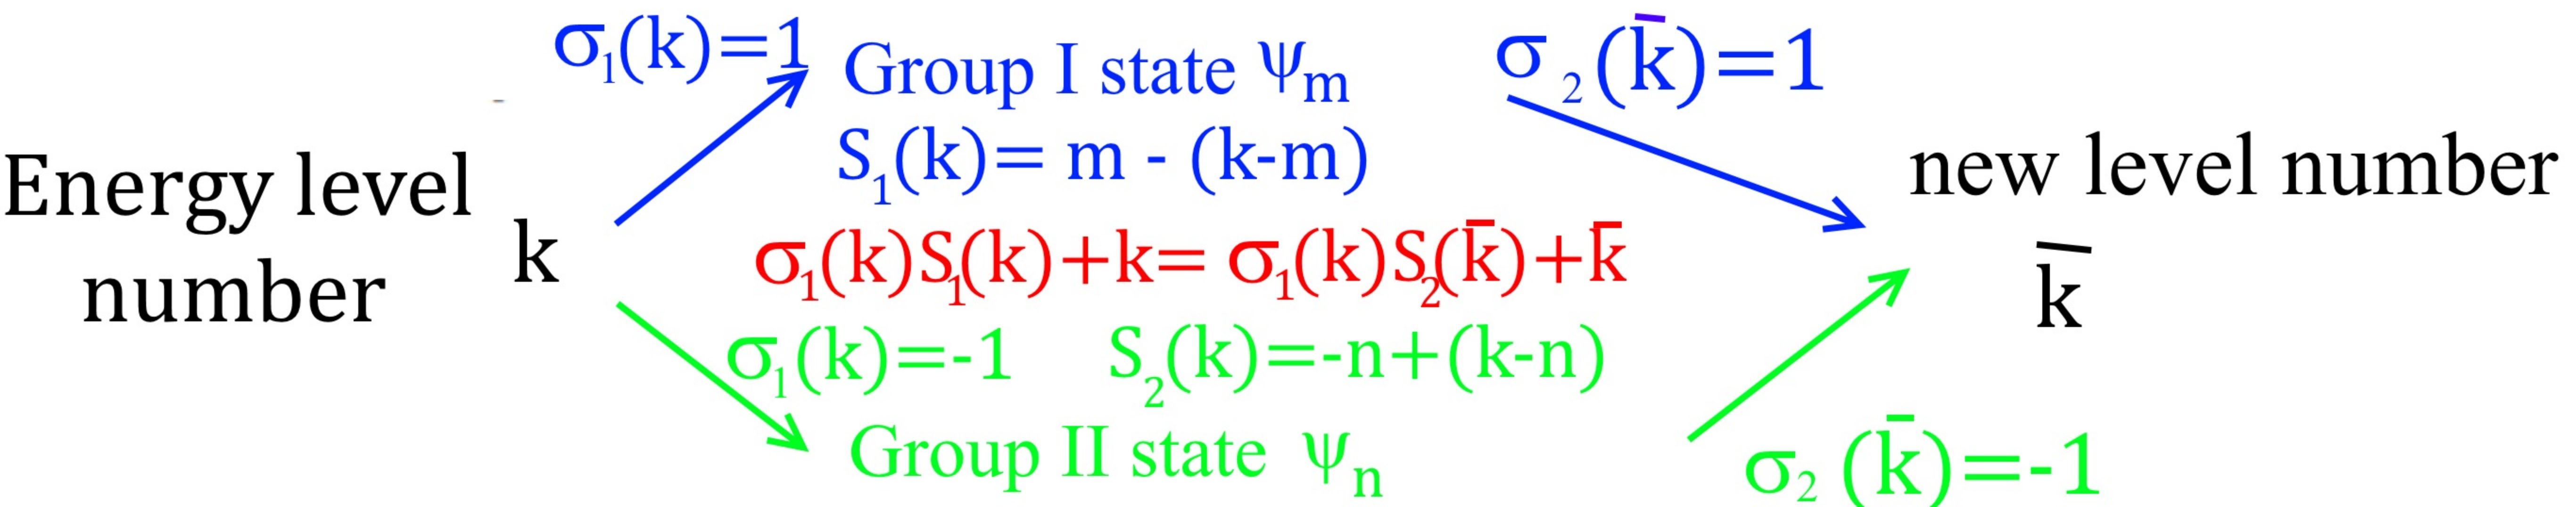 σ₁(k)=1
Group I state ψₘ
σ₂(k̄)=1
S₁(k)= m - (k-m)
Energy level
number
k
σ₁(k)S₁(k)+k= σ₁(k)S₂(k̄)+k̄
new level number
k̄
σ₁(k)=-1
S₂(k)=-n+(k-n)
Group II state ψₙ
σ₂(k̄)=-1